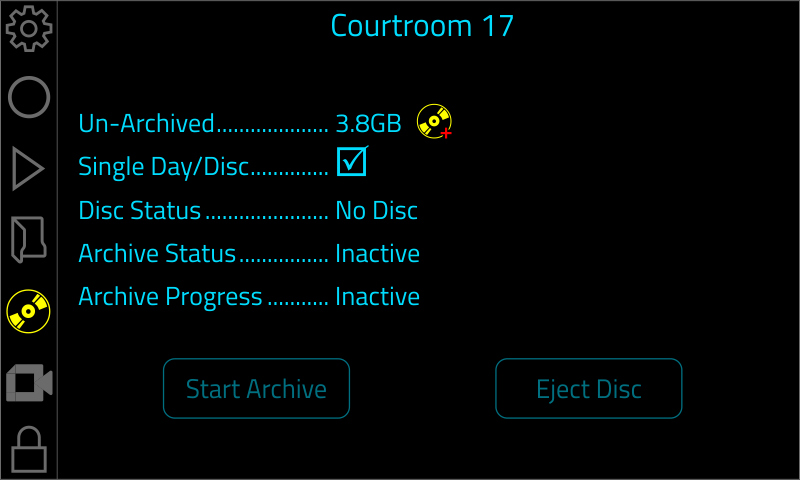 Courtroom 17
Un-Archived.................... 3.8GB
Single Day/Disc.............. ☑
Disc Status...................... No Disc
Archive Status................ Inactive
Archive Progress........... Inactive
Start Archive
Eject Disc